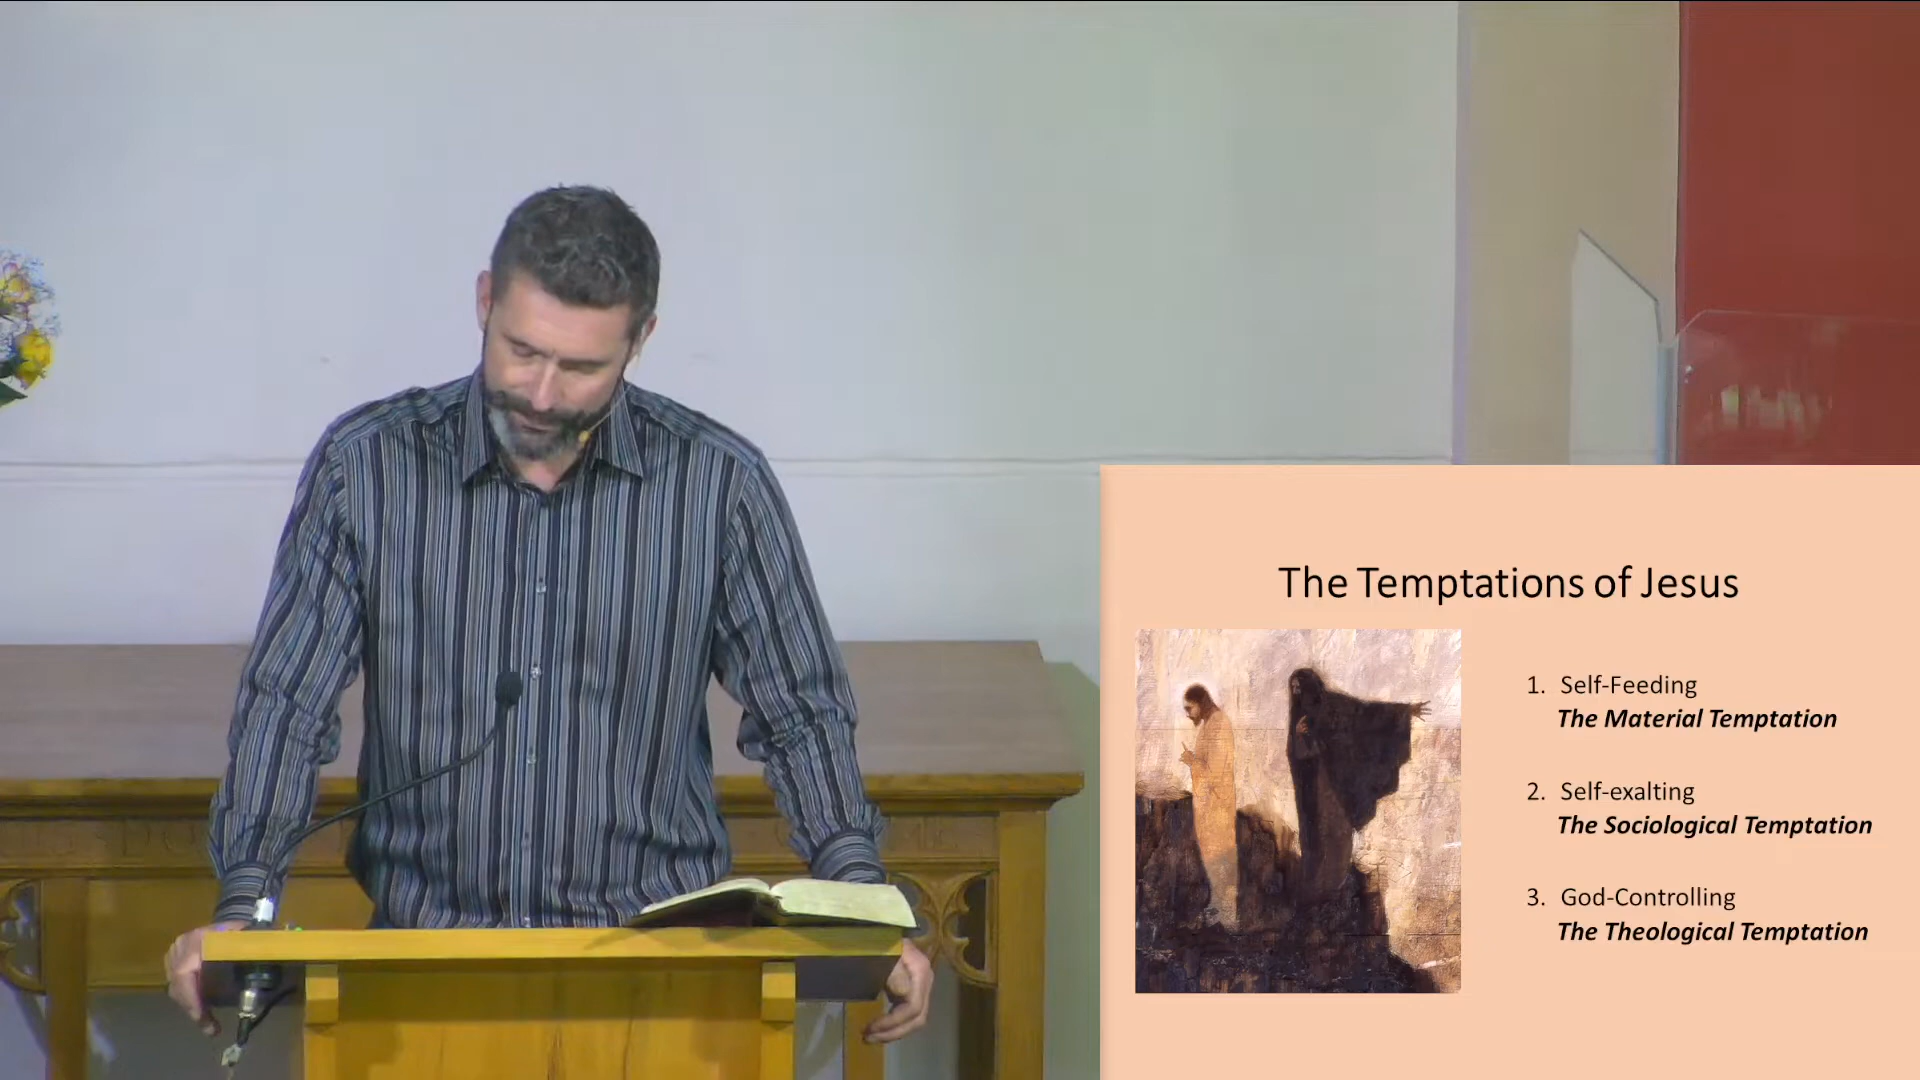 The Temptations of Jesus
1. Self-Feeding
The Material Temptation
2. Self-exalting
The Sociological Temptation
3. God-Controlling
The Theological Temptation